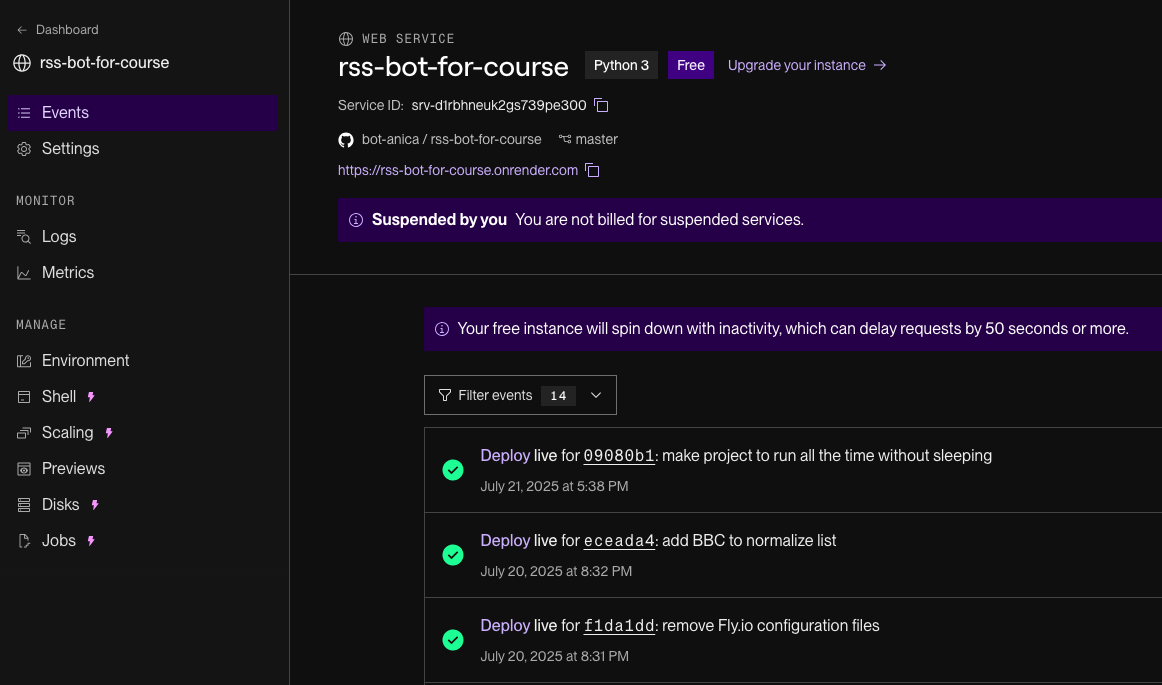 ← Dashboard
rss-bot-for-course
Events
Settings
MONITOR
Logs
Metrics
MANAGE
Environment
Shell
Scaling
Previews
Disks
Jobs
WEB SERVICE
rss-bot-for-course Python 3 Free Upgrade your instance →
Service ID: srv-d1rbhneuk2gs739pe300
bot-anica / rss-bot-for-course master
https://rss-bot-for-course.onrender.com
Suspended by you You are not billed for suspended services.
Your free instance will spin down with inactivity, which can delay requests by 50 seconds or more.
Filter events 14
Deploy live for 09080b1: make project to run all the time without sleeping
July 21, 2025 at 5:38 PM
Deploy live for eceada4: add BBC to normalize list
July 20, 2025 at 8:32 PM
Deploy live for f1da1dd: remove Fly.io configuration files
July 20, 2025 at 8:31 PM